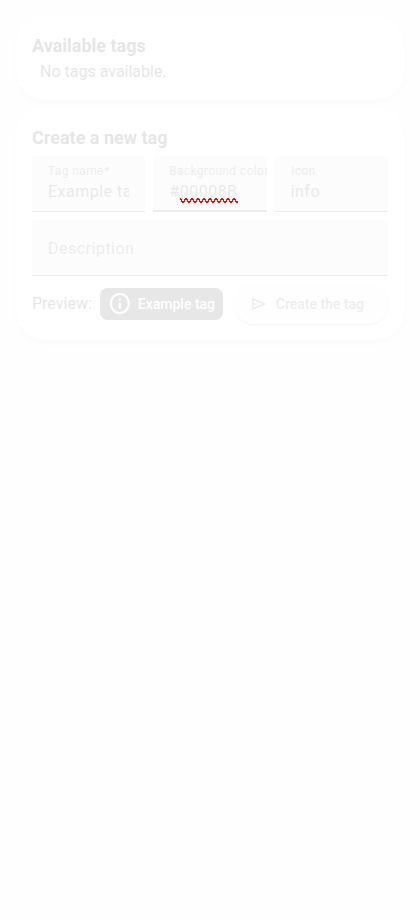 Available tags
No tags available.
Create a new tag
Tag name* Background color Icon
Example ta #00008B info
Description
Preview: Example tag Create the tag